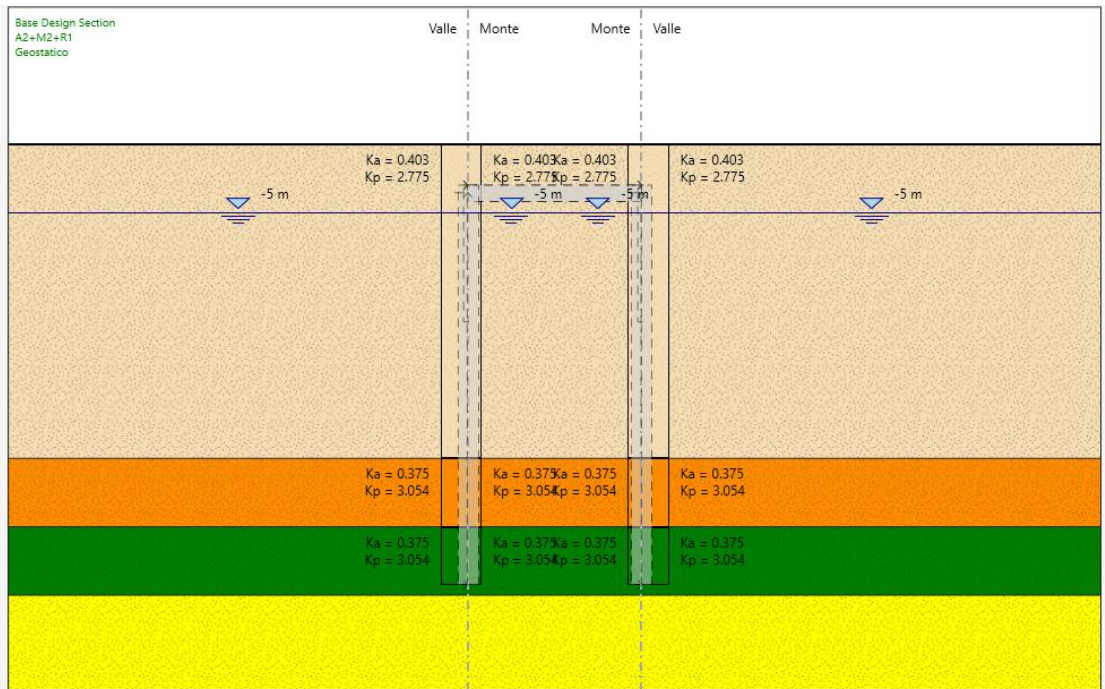 Base Design Section
A2+M2+R1
Geostatico
Valle Monte Monte Valle
Ka = 0.403 Ka = 0.403 Ka = 0.403 Ka = 0.403
Kp = 2.775 Kp = 2.775 Kp = 2.775 Kp = 2.775
-5 m -5 m -5 m -5 m
Ka = 0.375 Ka = 0.375 Ka = 0.375 Ka = 0.375
Kp = 3.054 Kp = 3.054 Kp = 3.054 Kp = 3.054
Ka = 0.375 Ka = 0.375 Ka = 0.375 Ka = 0.375
Kp = 3.054 Kp = 3.054 Kp = 3.054 Kp = 3.054